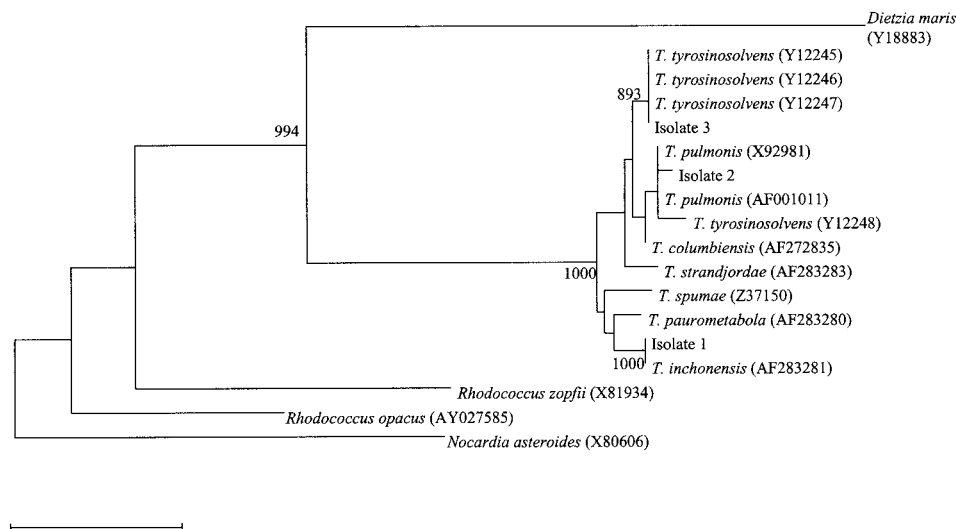 Dietzia maris
(Y18883)
T. tyrosinosolvens (Y12245)
T. tyrosinosolvens (Y12246)
893
T. tyrosinosolvens (Y12247)
Isolate 3
994
T. pulmonis (X92981)
Isolate 2
T. pulmonis (AF001011)
T. tyrosinosolvens (Y12248)
T. columbiensis (AF272835)
1000
T. strandjordae (AF283283)
T. spumae (Z37150)
T. paurometabola (AF283280)
Isolate 1
1000
T. inchonensis (AF283281)
Rhodococcus zopfii (X81934)
Rhodococcus opacus (AY027585)
Nocardia asteroides (X80606)